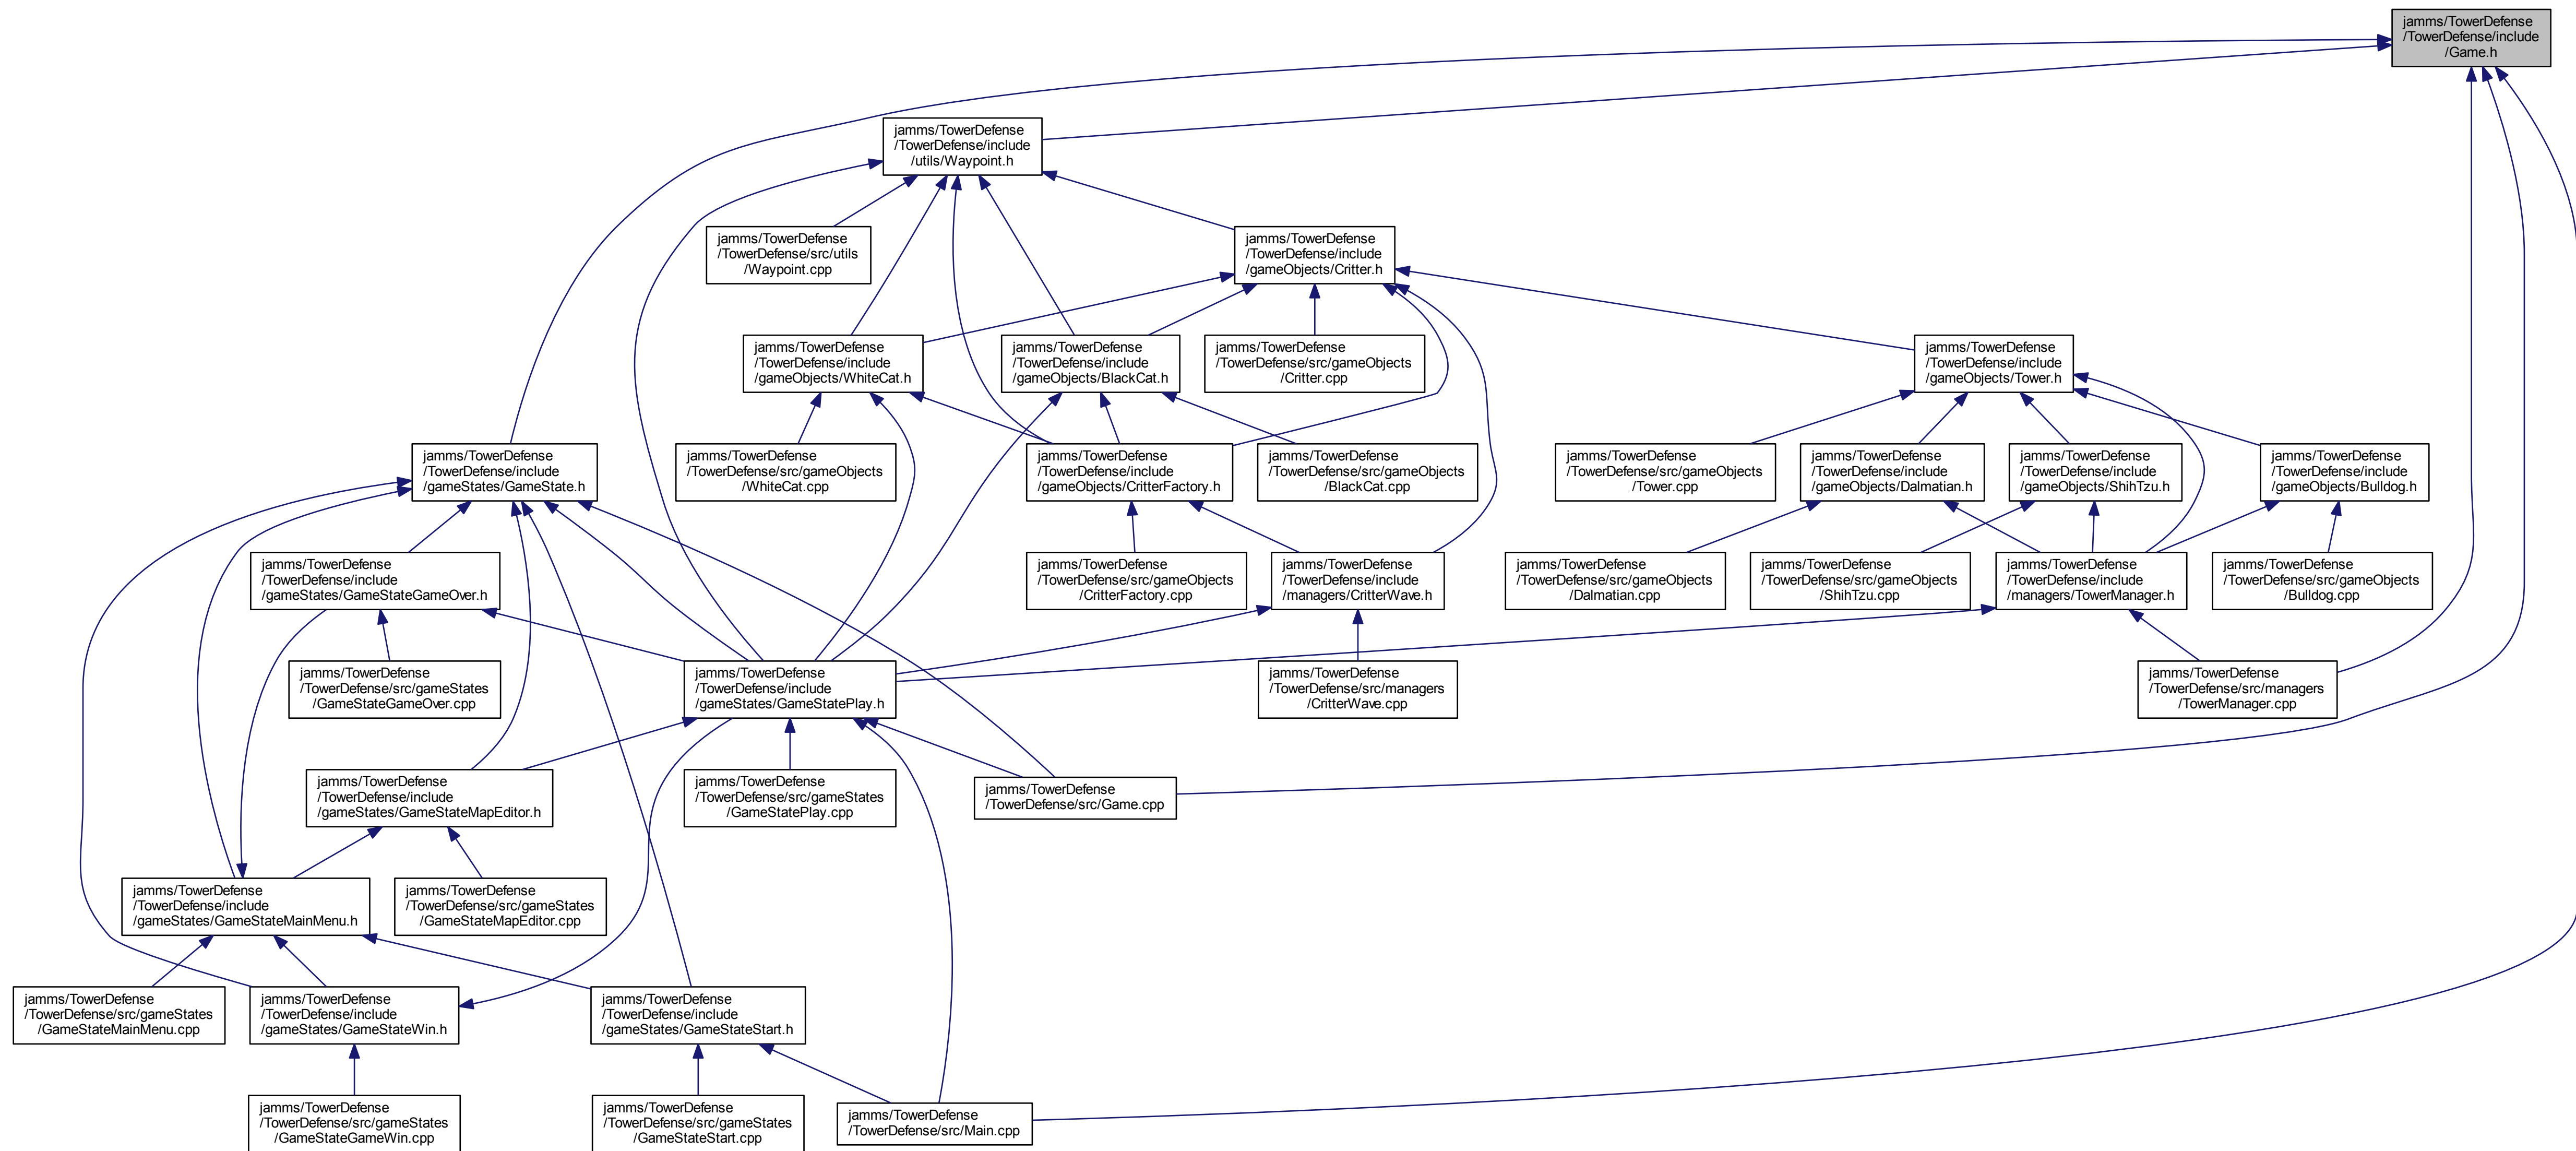 jamms/TowerDefense
/TowerDefense/include
/Game.h
jamms/TowerDefense
/TowerDefense/include
/utils/Waypoint.h
jamms/TowerDefense
/TowerDefense/src/utils
/Waypoint.cpp
jamms/TowerDefense
/TowerDefense/include
/gameObjects/Critter.h
jamms/TowerDefense
/TowerDefense/include
/gameObjects/WhiteCat.h
jamms/TowerDefense
/TowerDefense/include
/gameObjects/BlackCat.h
jamms/TowerDefense
/TowerDefense/src/gameObjects
/Critter.cpp
jamms/TowerDefense
/TowerDefense/include
/gameObjects/Tower.h
jamms/TowerDefense
/TowerDefense/include
/gameStates/GameState.h
jamms/TowerDefense
/TowerDefense/src/gameObjects
/WhiteCat.cpp
jamms/TowerDefense
/TowerDefense/include
/gameObjects/CritterFactory.h
jamms/TowerDefense
/TowerDefense/src/gameObjects
/BlackCat.cpp
jamms/TowerDefense
/TowerDefense/src/gameObjects
/Tower.cpp
jamms/TowerDefense
/TowerDefense/include
/gameObjects/Dalmatian.h
jamms/TowerDefense
/TowerDefense/include
/gameObjects/ShihTzu.h
jamms/TowerDefense
/TowerDefense/include
/gameObjects/Bulldog.h
jamms/TowerDefense
/TowerDefense/include
/gameStates/GameStateGameOver.h
jamms/TowerDefense
/TowerDefense/src/gameObjects
/CritterFactory.cpp
jamms/TowerDefense
/TowerDefense/include
/managers/CritterWave.h
jamms/TowerDefense
/TowerDefense/src/gameObjects
/Dalmatian.cpp
jamms/TowerDefense
/TowerDefense/src/gameObjects
/ShihTzu.cpp
jamms/TowerDefense
/TowerDefense/include
/managers/TowerManager.h
jamms/TowerDefense
/TowerDefense/src/gameObjects
/Bulldog.cpp
jamms/TowerDefense
/TowerDefense/src/gameStates
/GameStateGameOver.cpp
jamms/TowerDefense
/TowerDefense/include
/gameStates/GameStatePlay.h
jamms/TowerDefense
/TowerDefense/src/managers
/CritterWave.cpp
jamms/TowerDefense
/TowerDefense/src/managers
/TowerManager.cpp
jamms/TowerDefense
/TowerDefense/include
/gameStates/GameStateMapEditor.h
jamms/TowerDefense
/TowerDefense/src/gameStates
/GameStatePlay.cpp
jamms/TowerDefense
/TowerDefense/src/Game.cpp
jamms/TowerDefense
/TowerDefense/include
/gameStates/GameStateMainMenu.h
jamms/TowerDefense
/TowerDefense/src/gameStates
/GameStateMapEditor.cpp
jamms/TowerDefense
/TowerDefense/src/gameStates
/GameStateMainMenu.cpp
jamms/TowerDefense
/TowerDefense/include
/gameStates/GameStateWin.h
jamms/TowerDefense
/TowerDefense/include
/gameStates/GameStateStart.h
jamms/TowerDefense
/TowerDefense/src/gameStates
/GameStateGameWin.cpp
jamms/TowerDefense
/TowerDefense/src/gameStates
/GameStateStart.cpp
jamms/TowerDefense
/TowerDefense/src/Main.cpp